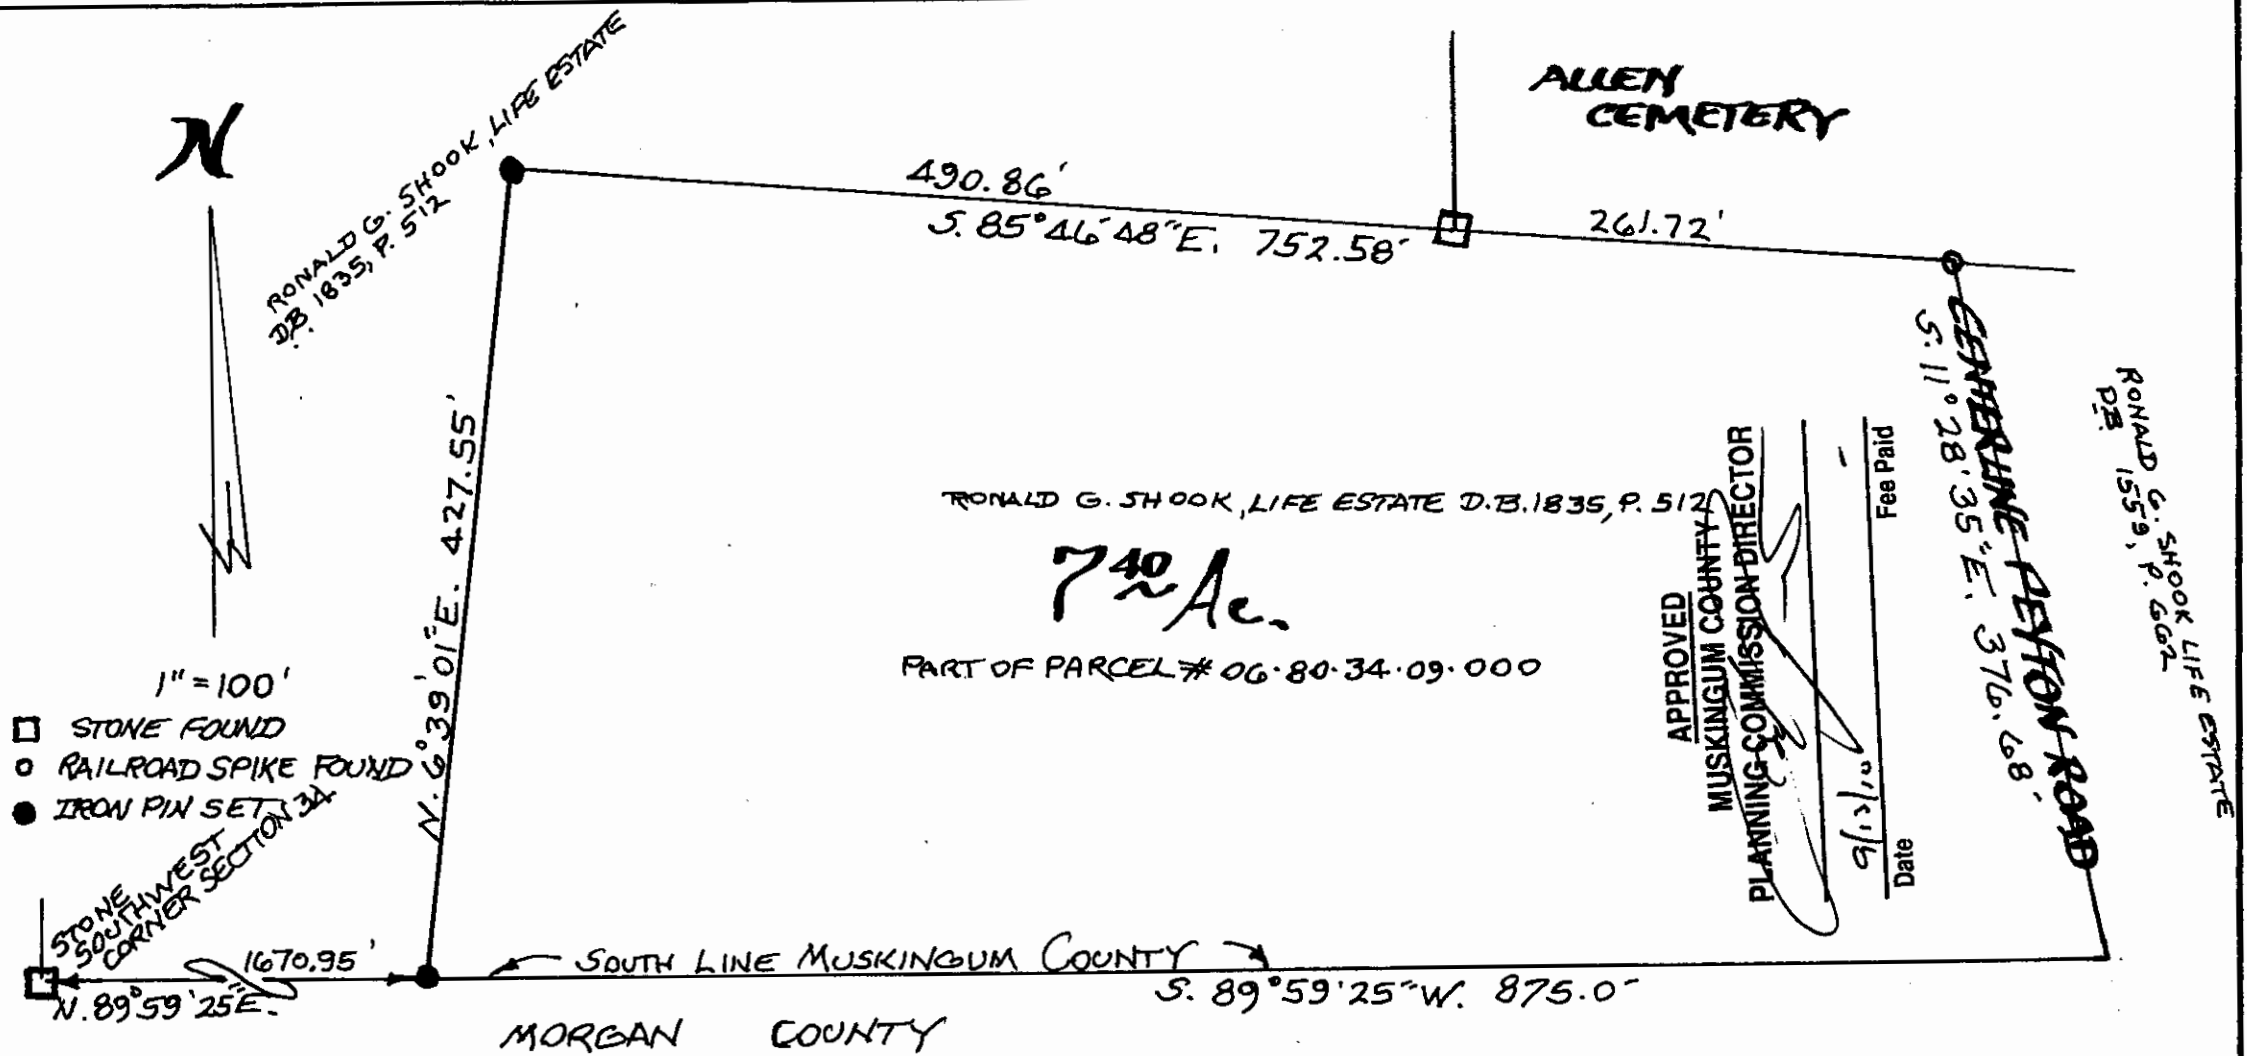 ALLEN
CEMETERY
N
RONALD G. SHOOK, LIFE ESTATE
D.B. 1835, P. 512
490.86'
S. 85°46'48"E. 752.58'
261.72'
CENTERLINE PEYTON ROAD
S. 11°28'35"E. 376.68'
RONALD G. SHOOK LIFE ESTATE
DB 1559, P. 662
N. 6°39'01"E. 427.55'
RONALD G. SHOOK, LIFE ESTATE D.B. 1835, P. 512
7 40 Ac.
PART OF PARCEL # 06-80-34-09-000
APPROVED
MUSKINGUM COUNTY
PLANNING COMMISSION DIRECTOR
9/13/10
Date
Fee Paid
1" = 100'
STONE FOUND
RAILROAD SPIKE FOUND
IRON PIN SET
STONE
SOUTHWEST
CORNER SECTION 34
1670.95'
N. 89°59'25"E.
SOUTH LINE MUSKINGUM COUNTY
S. 89°59'25"W. 875.0'
MORGAN COUNTY